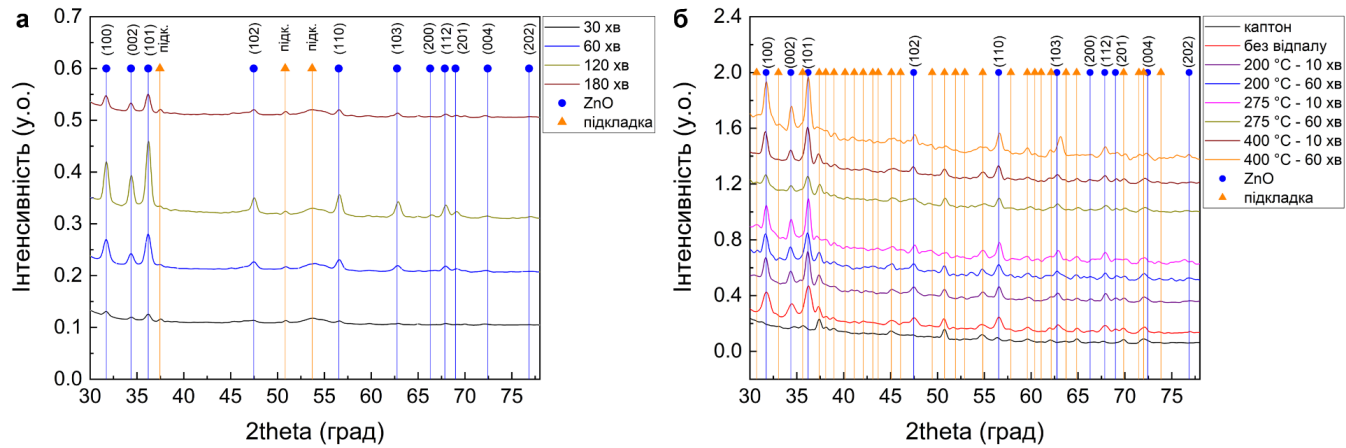 а
0.7
0.6
0.5
0.4
0.3
0.2
0.1
0.0
Інтенсивність (у.о.)
(100)
(002)
(101)
підк.
(102)
підк.
підк.
(110)
(103)
(200)
(112)
(201)
(004)
(202)
30 35 40 45 50 55 60 65 70 75
2theta (град)
30 хв
60 хв
120 хв
180 хв
ZnO
підкладка
б
2.0
1.6
1.2
0.8
0.4
0.0
Інтенсивність (у.о.)
(100)
(002)
(101)
(102)
(110)
(103)
(200)
(112)
(201)
(004)
(202)
30 35 40 45 50 55 60 65 70 75
2theta (град)
каптон
без відпалу
200 °C - 10 хв
200 °C - 60 хв
275 °C - 10 хв
275 °C - 60 хв
400 °C - 10 хв
400 °C - 60 хв
ZnO
підкладка